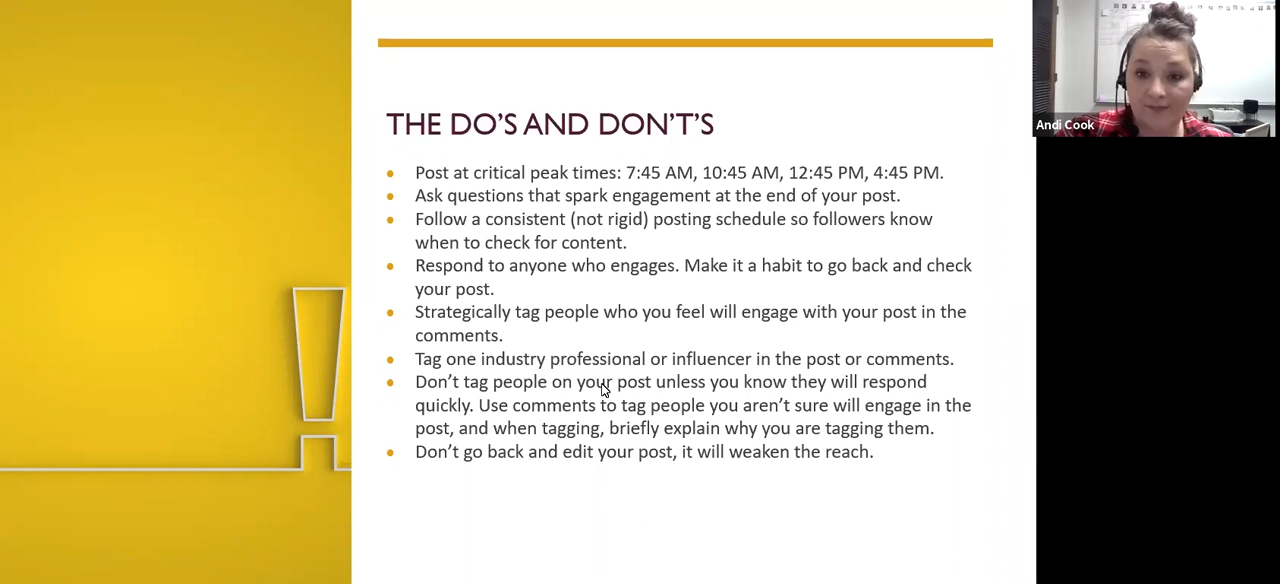 THE DO’S AND DON’T’S
• Post at critical peak times: 7:45 AM, 10:45 AM, 12:45 PM, 4:45 PM.
• Ask questions that spark engagement at the end of your post.
• Follow a consistent (not rigid) posting schedule so followers know
when to check for content.
• Respond to anyone who engages. Make it a habit to go back and check
your post.
• Strategically tag people who you feel will engage with your post in the
comments.
• Tag one industry professional or influencer in the post or comments.
• Don’t tag people on your post unless you know they will respond
quickly. Use comments to tag people you aren’t sure will engage in the
post, and when tagging, briefly explain why you are tagging them.
• Don’t go back and edit your post, it will weaken the reach.
Andi Cook